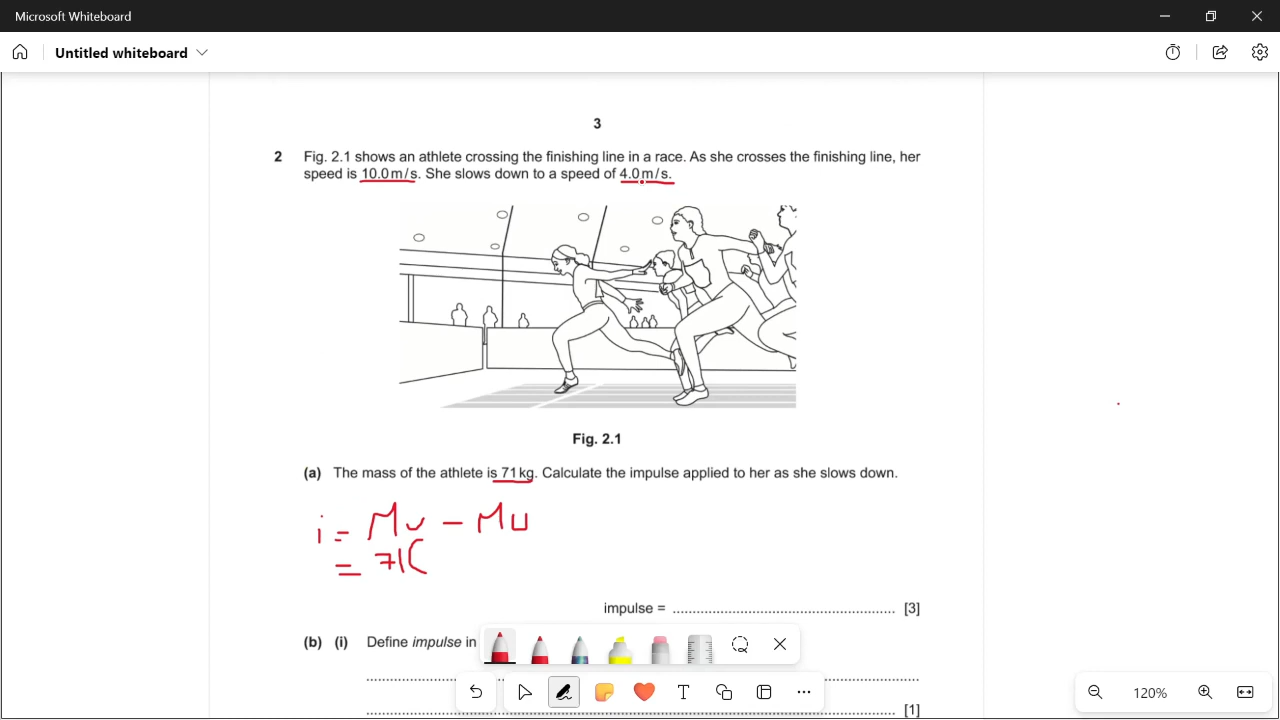 Microsoft Whiteboard
Untitled whiteboard
3
2 Fig. 2.1 shows an athlete crossing the finishing line in a race. As she crosses the finishing line, her
speed is 10.0 m/s. She slows down to a speed of 4.0 m/s.
Fig. 2.1
(a) The mass of the athlete is 71 kg. Calculate the impulse applied to her as she slows down.
i = Mv - Mu
= 71(
impulse = ...................................................... [3]
(b) (i) Define impulse in
[1]
120%